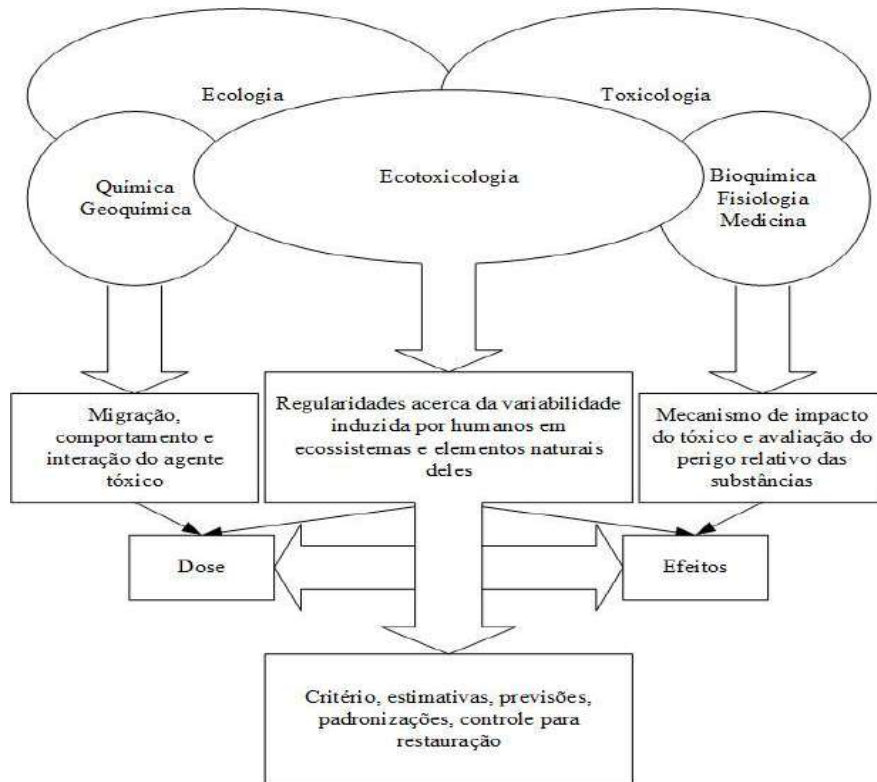 Ecologia
Toxicologia
Química
Geoquímica
Ecotoxicologia
Bioquímica
Fisiologia
Medicina
Migração,
comportamento e
interação do agente
tóxico
Regularidades acerca da variabilidade
induzida por humanos em
ecossistemas e elementos naturais
deles
Mecanismo de impacto
do tóxico e avaliação do
perigo relativo das
substâncias
Dose
Efeitos
Critério, estimativas, previsões,
padronizações, controle para
restauração